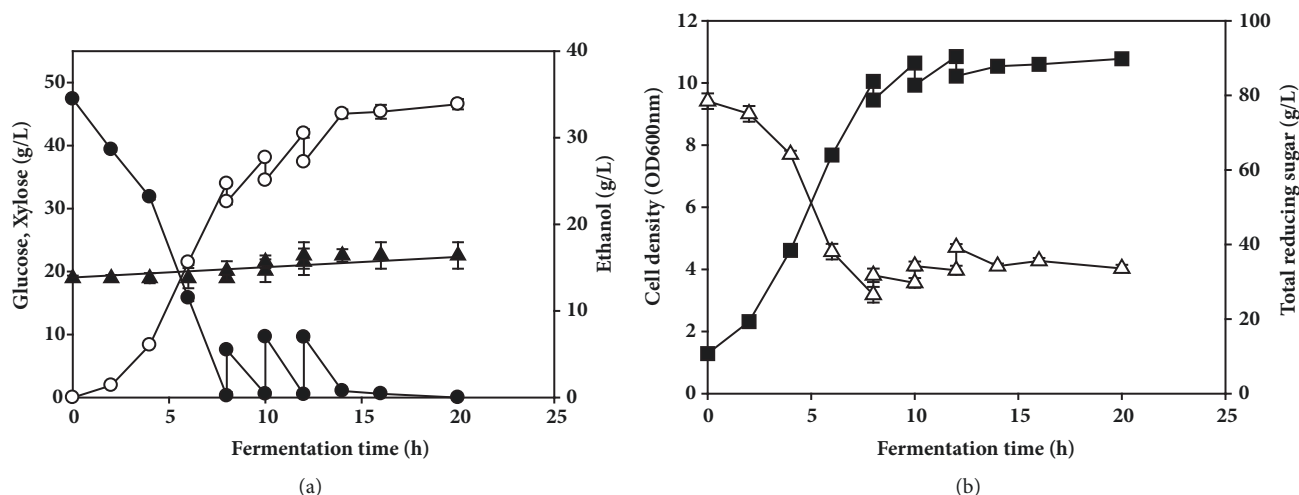 50
40
30
20
10
0
Glucose, Xylose (g/L)
40
30
20
10
0
Ethanol (g/L)
0 5 10 15 20 25
Fermentation time (h)
(a)
12
10
8
6
4
2
0
Cell density (OD600nm)
100
80
60
40
20
0
Total reducing sugar (g/L)
0 5 10 15 20 25
Fermentation time (h)
(b)